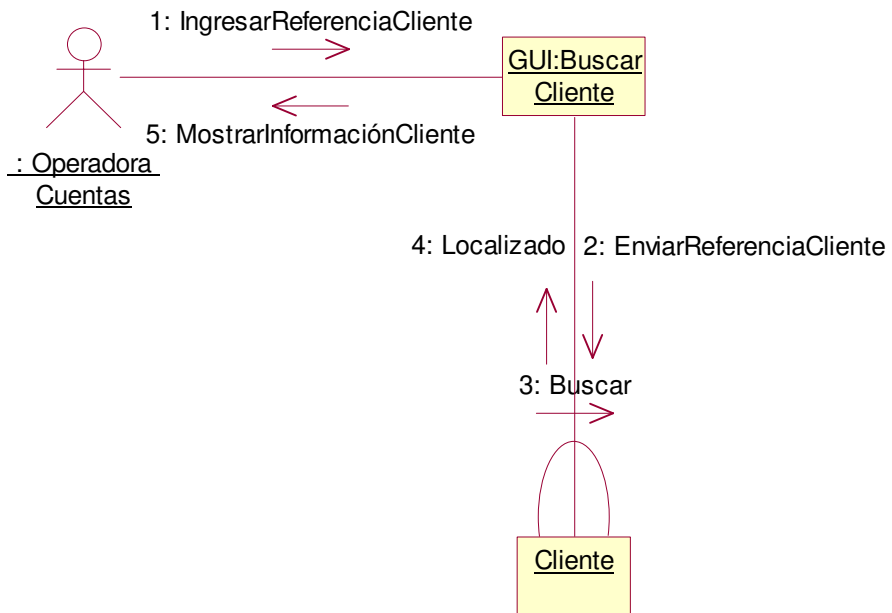 1: IngresarReferenciaCliente
GUI:Buscar
Cliente
5: MostrarInformaciónCliente
: Operadora
Cuentas
4: Localizado
2: EnviarReferenciaCliente
3: Buscar
Cliente